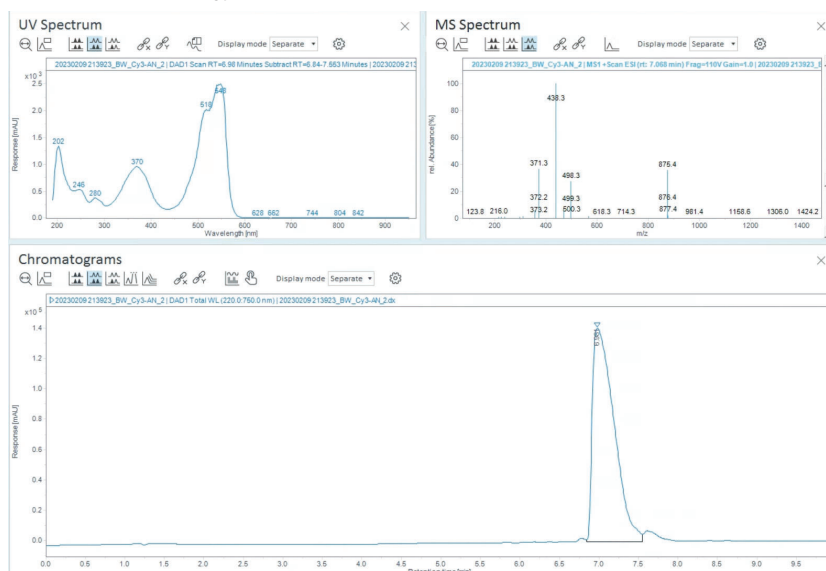 UV Spectrum
Display mode Separate
20230209 213923_BW_Cy3-AN_2 | DAD1 Scan RT=6.98 Minutes Subtract RT=6.84-7.553 Minutes | 20230209 213
x10 3
2.5
2.0
1.5
1.0
0.5
0.0
Response [mAU]
202
246
280
370
518
548
628 662 744 804 842
200 300 400 500 600 700 800 900
Wavelength [nm]
MS Spectrum
Display mode Separate
20230209 213923_BW_Cy3-AN_2 | MS1 +Scan ESI (rt: 7.068 min) Frag=110V Gain=1.0 | 20230209 213923_B
100
80
60
40
20
0
rel. Abundance [%]
438.3
371.3
498.3
875.4
372.2
499.3
876.4
373.2
500.3
877.4
123.8 216.0 618.3 714.3 981.4 1158.6 1306.0 1424.2
200 400 600 800 1000 1200 1400
m/z
Chromatograms
Display mode Separate
20230209 213923_BW_Cy3-AN_2 | DAD1 Total WL (220.0:750.0 nm) | 20230209 213923_BW_Cy3-AN_2.dx
x10 5
1.4
1.2
1.0
0.8
0.6
0.4
0.2
0.0
Response [mAU]
0.0 0.5 1.0 1.5 2.0 2.5 3.0 3.5 4.0 4.5 5.0 5.5 6.0 6.5 7.0 7.5 8.0 8.5 9.0 9.5
Retention time [min]